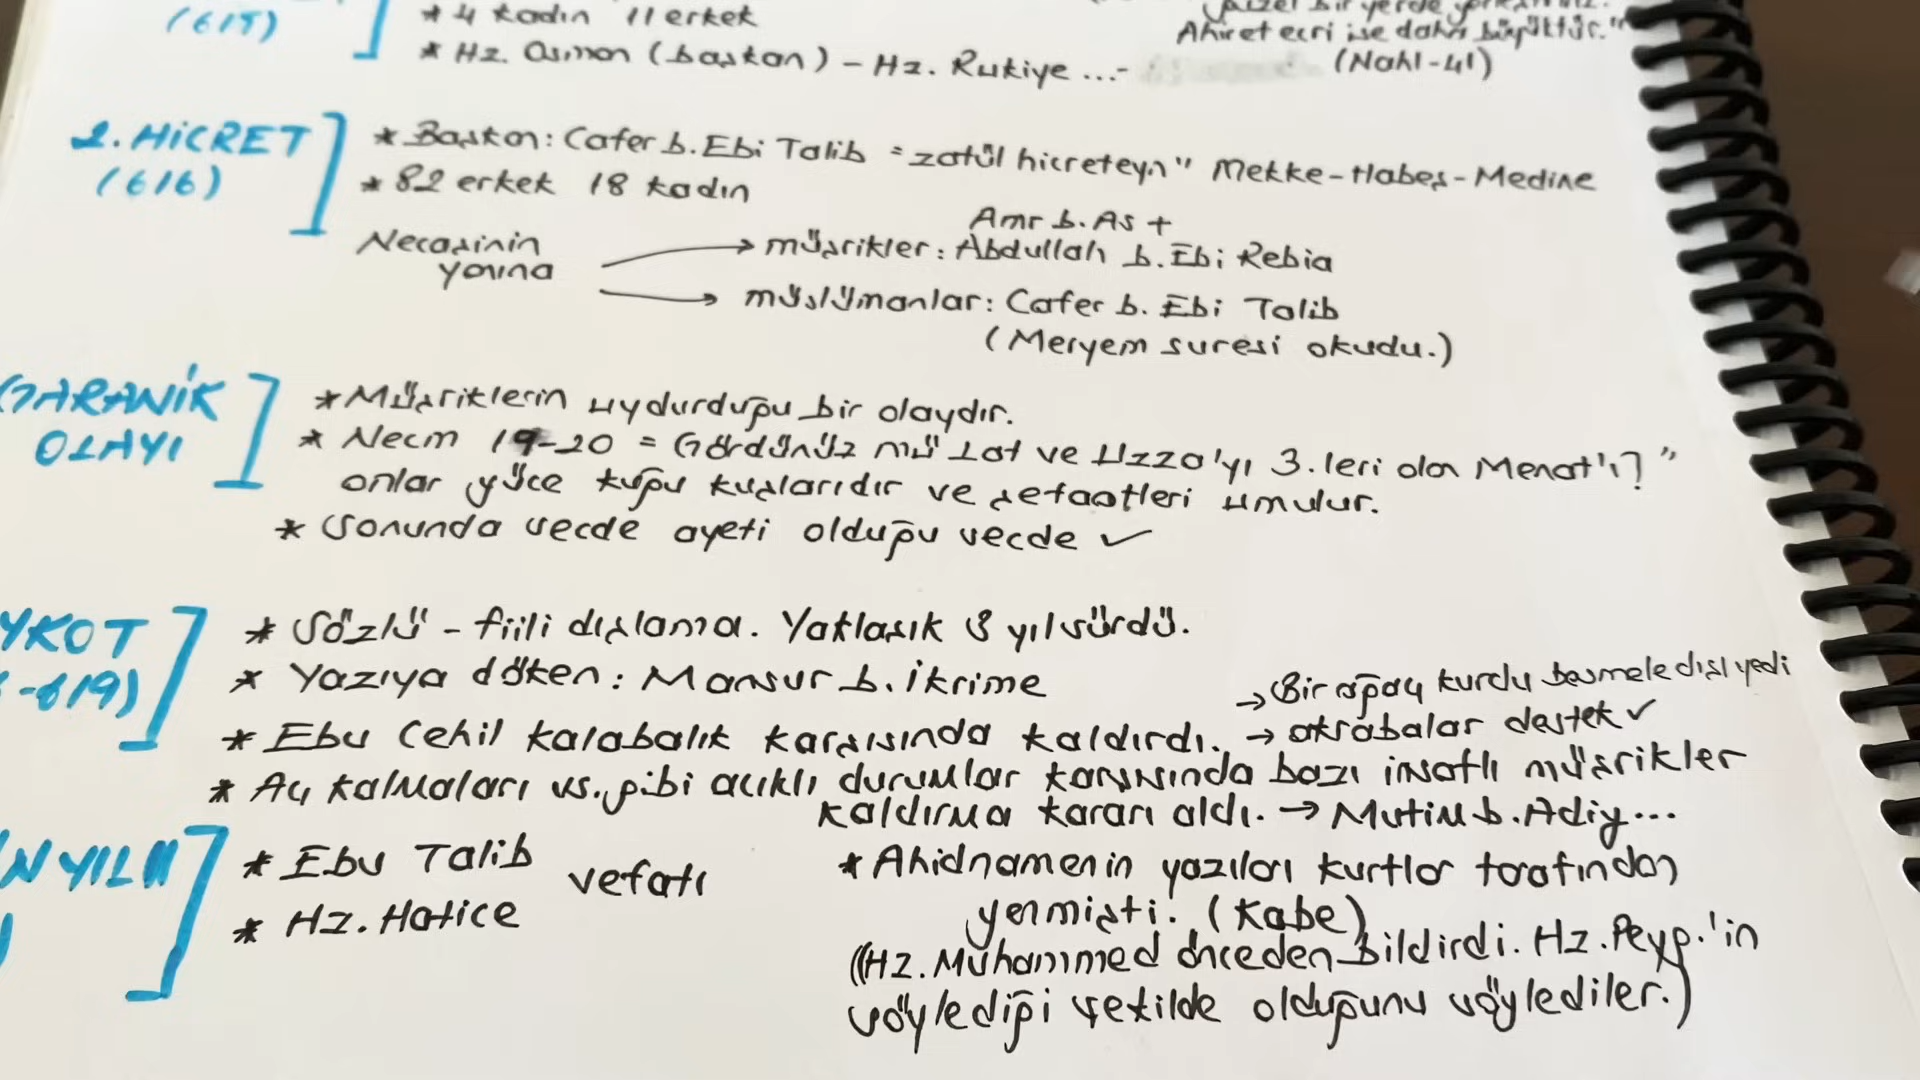 (615)
* 4 kadın 11 erkek
* Hz. Osman (başkan) – Hz. Rukiye ...
güzel bir yerde
Ahiret ecri ise daha büyüktür."
(Nahl-41)
2. HİCRET
(616)
* Başkan: Cafer b. Ebi Talib "zatül hicreteyn" Mekke-Habeş-Medine
* 82 erkek 18 kadın
Necaşinin
yanına
Amr b. As +
→ müşrikler: Abdullah b. Ebi Rebia
→ müslümanlar: Cafer b. Ebi Talib
(Meryem suresi okudu.)
GARANİK
OLAYI
* Müşriklerin uydurduğu bir olaydır.
* Necm 19-20 = Gördünüz mü Lat ve Uzza'yı 3.leri olan Menat'ı?"
onlar yüce kuğu kuşlarıdır ve şefaatleri umulur.
* Sonunda secde ayeti olduğu secde ✓
YKOT
-619)
* Sözlü – fiili dışlama. Yaklaşık 3 yıl sürdü.
* Yazıya döken: Mansur b. İkrime
* Ebu Cehil kalabalık karşısında kaldırdı.
→ Bir ağaç kurdu besmele dışı yedi
→ akrabalar destek ✓
* Aç kalmaları vs. gibi acıklı durumlar karşısında bazı insaflı müşrikler
kaldırma kararı aldı. → Mutim b. Adiy...
N YILI
)
* Ebu Talib
* Hz. Hatice
vefatı
* Ahidnamenin yazıları kurtlar tarafından
yenmişti! (Kabe)
((Hz. Muhammed önceden bildirdi. Hz. Peyg.'in
söylediği şekilde olduğunu söylediler.)